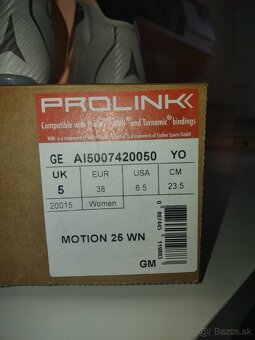 PROLINK
Compatible with and Turnamic® bindings
GE AI5007420050 YO
UK EUR USA CM
5 38 6.5 23.5
20015 Women
MOTION 25 WN
GM
bazos.sk